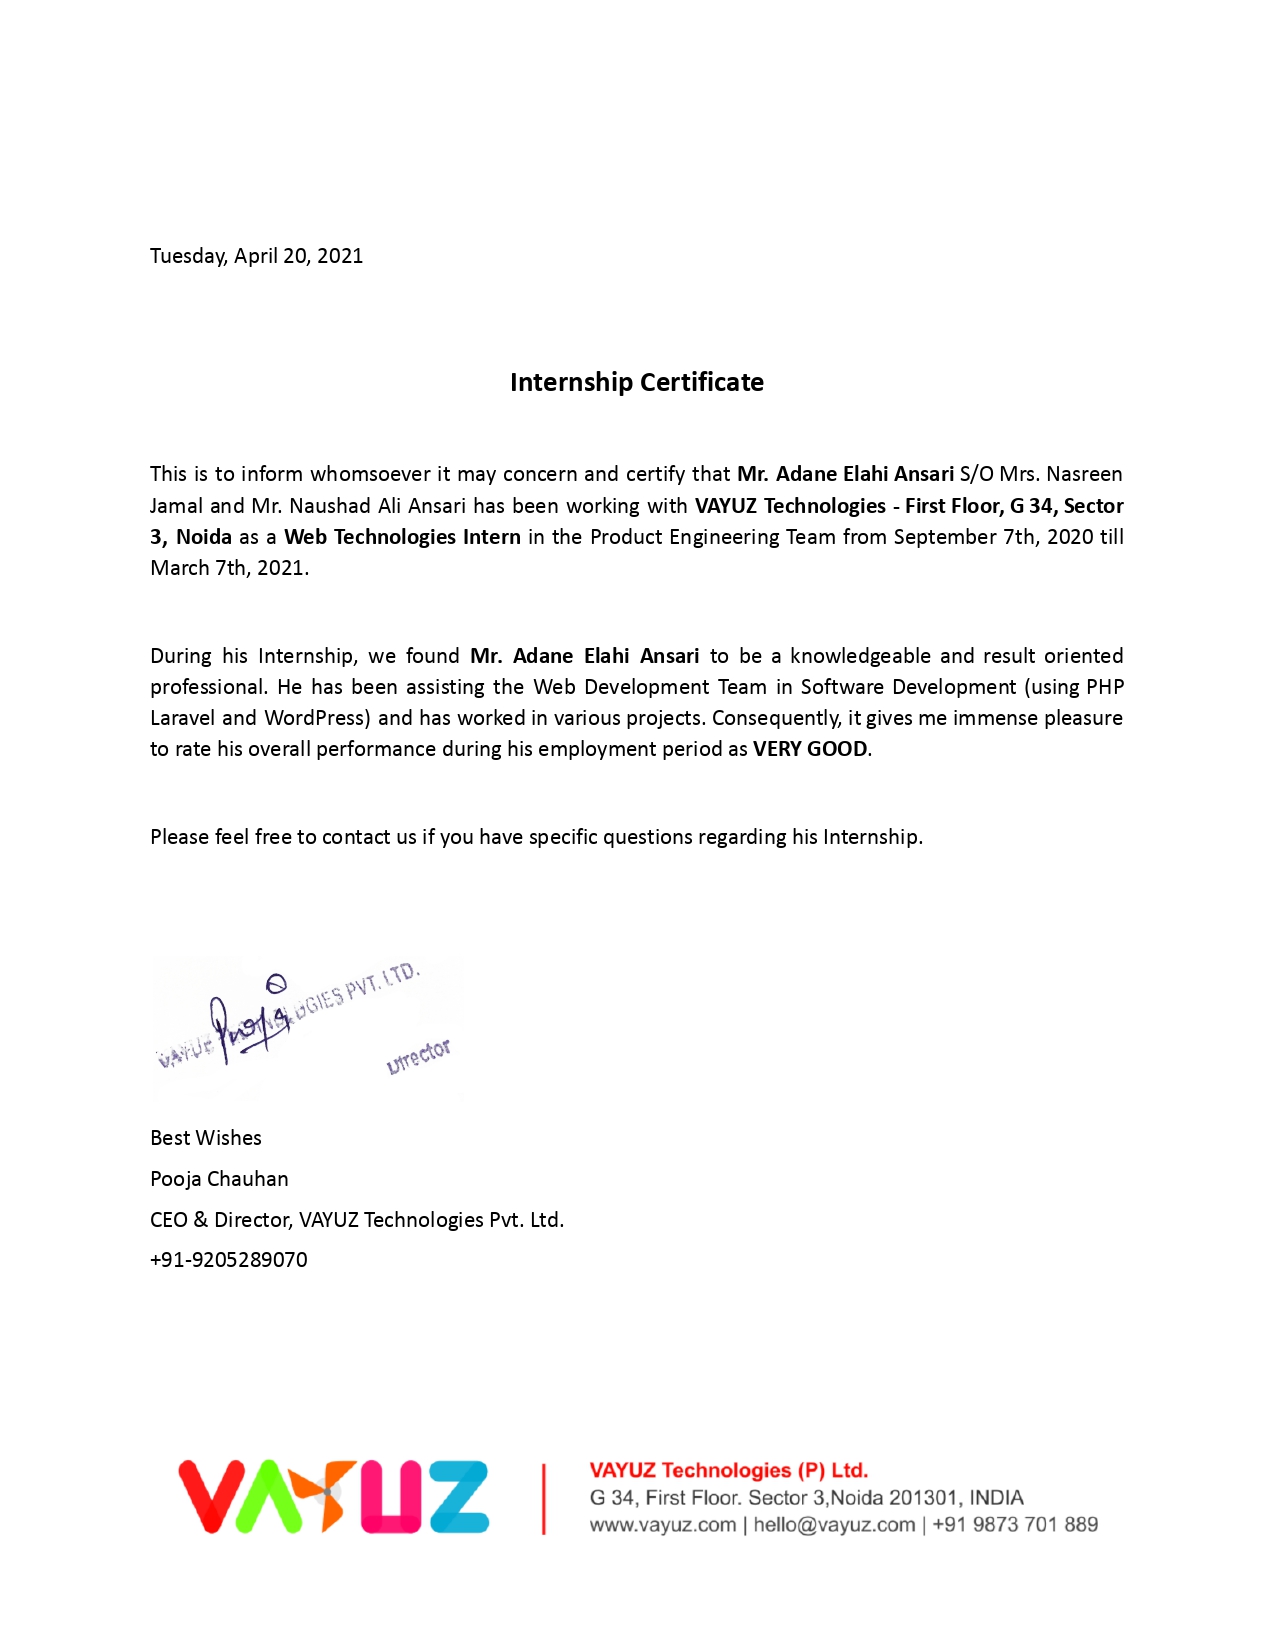 Tuesday, April 20, 2021
Internship Certificate
This is to inform whomsoever it may concern and certify that Mr. Adane Elahi Ansari S/O Mrs. Nasreen
Jamal and Mr. Naushad Ali Ansari has been working with VAYUZ Technologies - First Floor, G 34, Sector
3, Noida as a Web Technologies Intern in the Product Engineering Team from September 7th, 2020 till
March 7th, 2021.
During his Internship, we found Mr. Adane Elahi Ansari to be a knowledgeable and result oriented
professional. He has been assisting the Web Development Team in Software Development (using PHP
Laravel and WordPress) and has worked in various projects. Consequently, it gives me immense pleasure
to rate his overall performance during his employment period as VERY GOOD.
Please feel free to contact us if you have specific questions regarding his Internship.
VAYUZ TECHNOLOGIES PVT. LTD.
Pooja
Director
Best Wishes
Pooja Chauhan
CEO & Director, VAYUZ Technologies Pvt. Ltd.
+91-9205289070
VAYUZ
VAYUZ Technologies (P) Ltd.
G 34, First Floor. Sector 3,Noida 201301, INDIA
www.vayuz.com | hello@vayuz.com | +91 9873 701 889